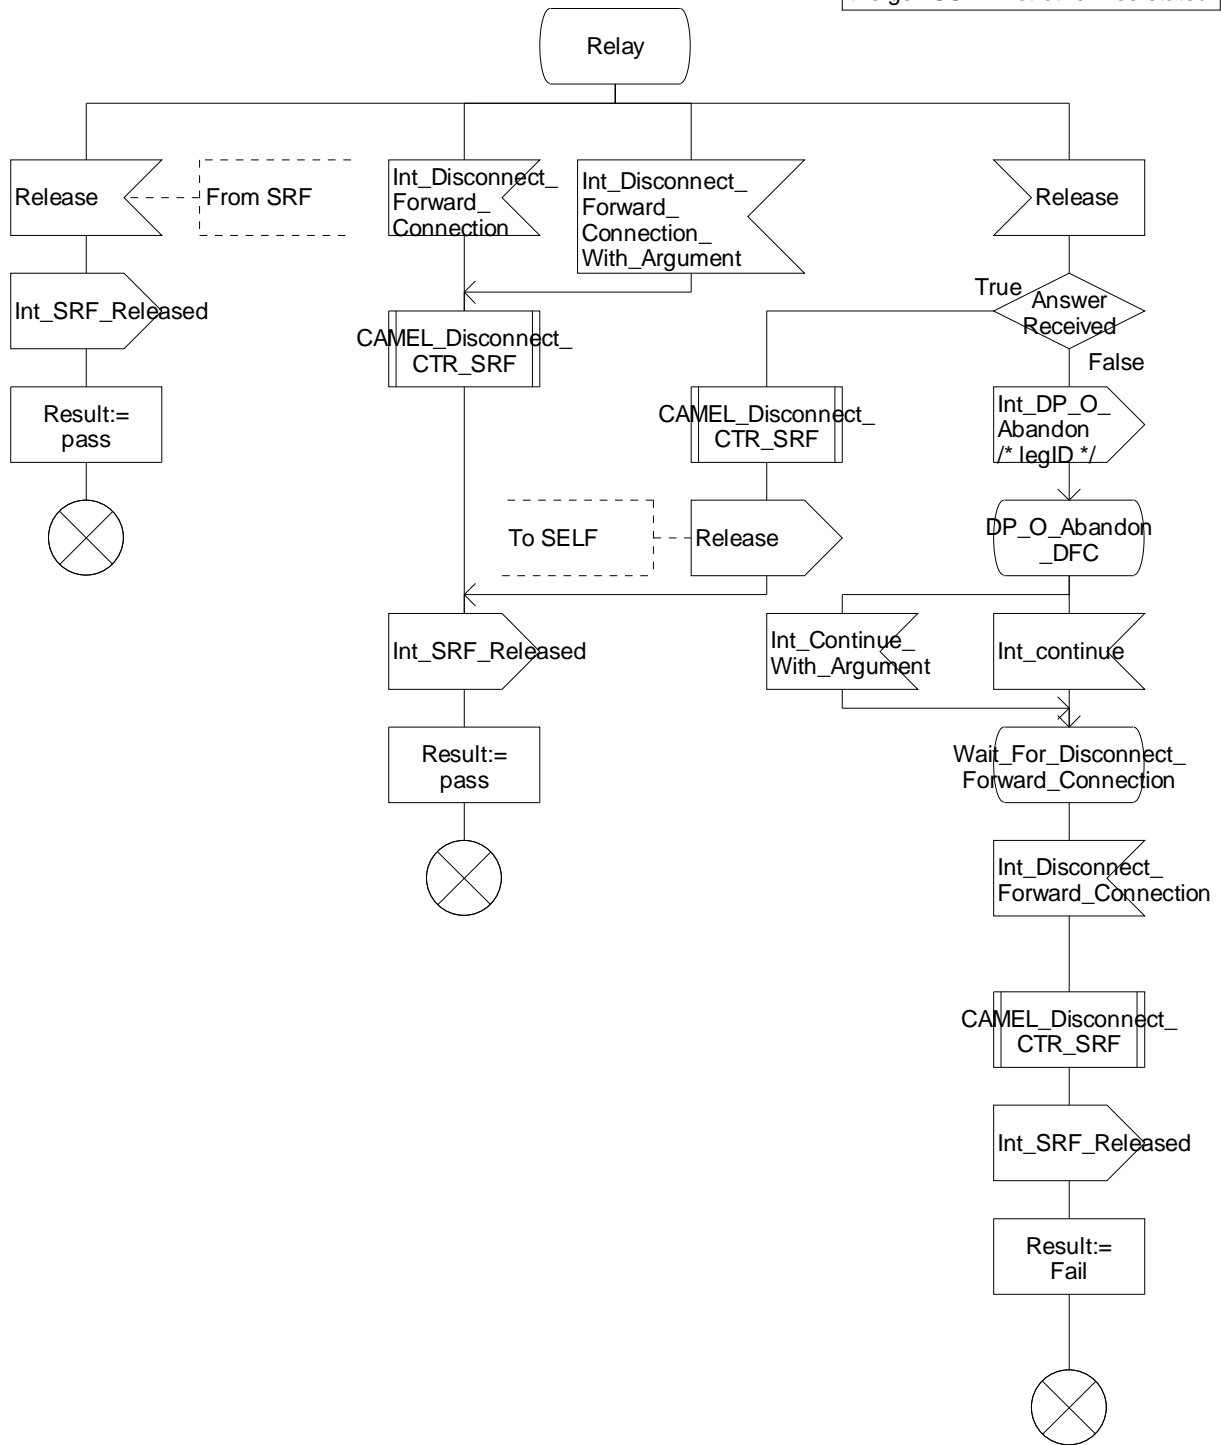 Relay
Release
From SRF
Int_Disconnect_
Forward_
Connection
Int_Disconnect_
Forward_
Connection_
With_Argument
Release
Int_SRF_Released
True
Answer
Received
False
CAMEL_Disconnect_
CTR_SRF
Result:=
pass
CAMEL_Disconnect_
CTR_SRF
Int_DP_O_
Abandon
/* legID */
To SELF
Release
DP_O_Abandon
_DFC
Int_SRF_Released
Int_Continue_
With_Argument
Int_continue
Result:=
pass
Wait_For_Disconnect_
Forward_Connection
Int_Disconnect_
Forward_Connection
CAMEL_Disconnect_
CTR_SRF
Int_SRF_Released
Result:=
Fail